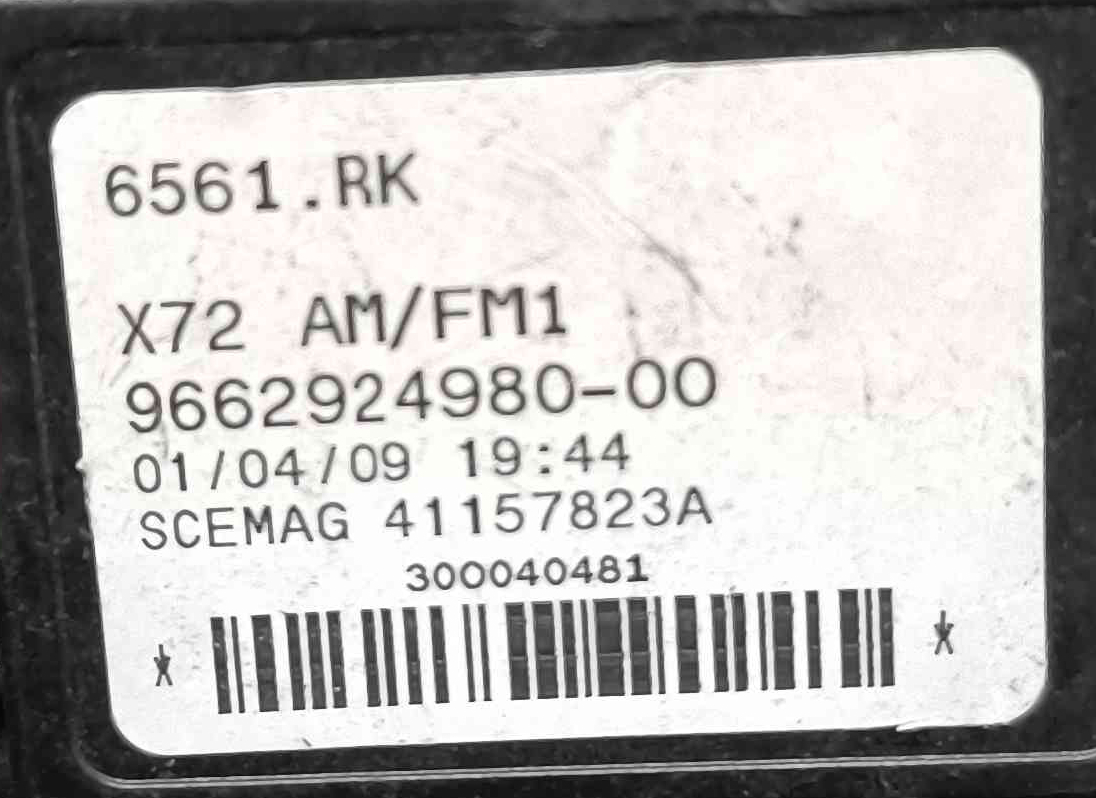 6561.RK
X72 AM/FM1
9662924980-00
01/04/09 19:44
SCEMAG 41157823A
300040481
* *